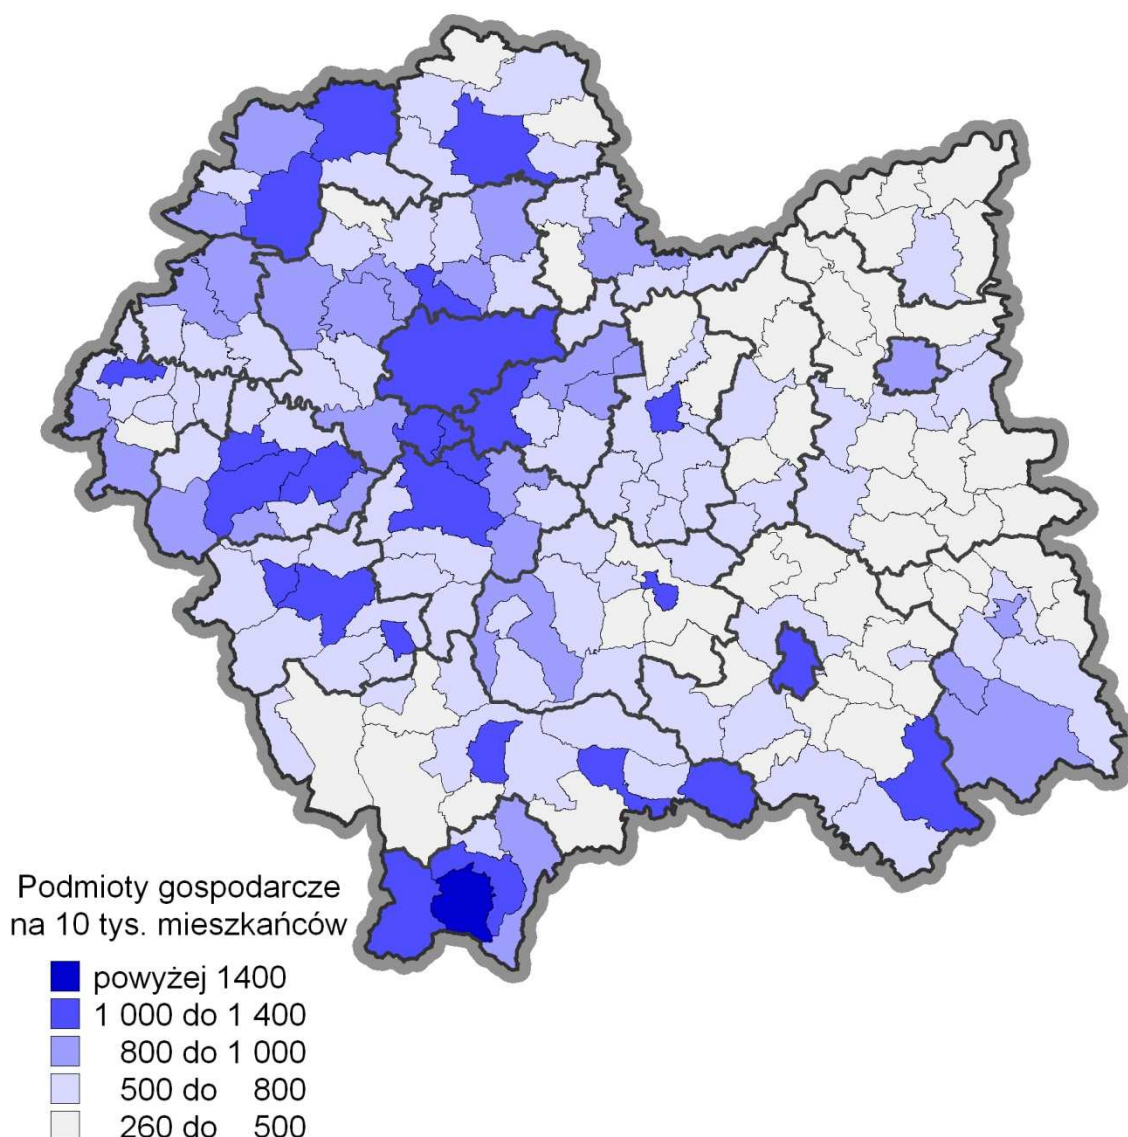 Podmioty gospodarcze
na 10 tys. mieszkańców
powyżej 1400
1 000 do 1 400
800 do 1 000
500 do 800
260 do 500